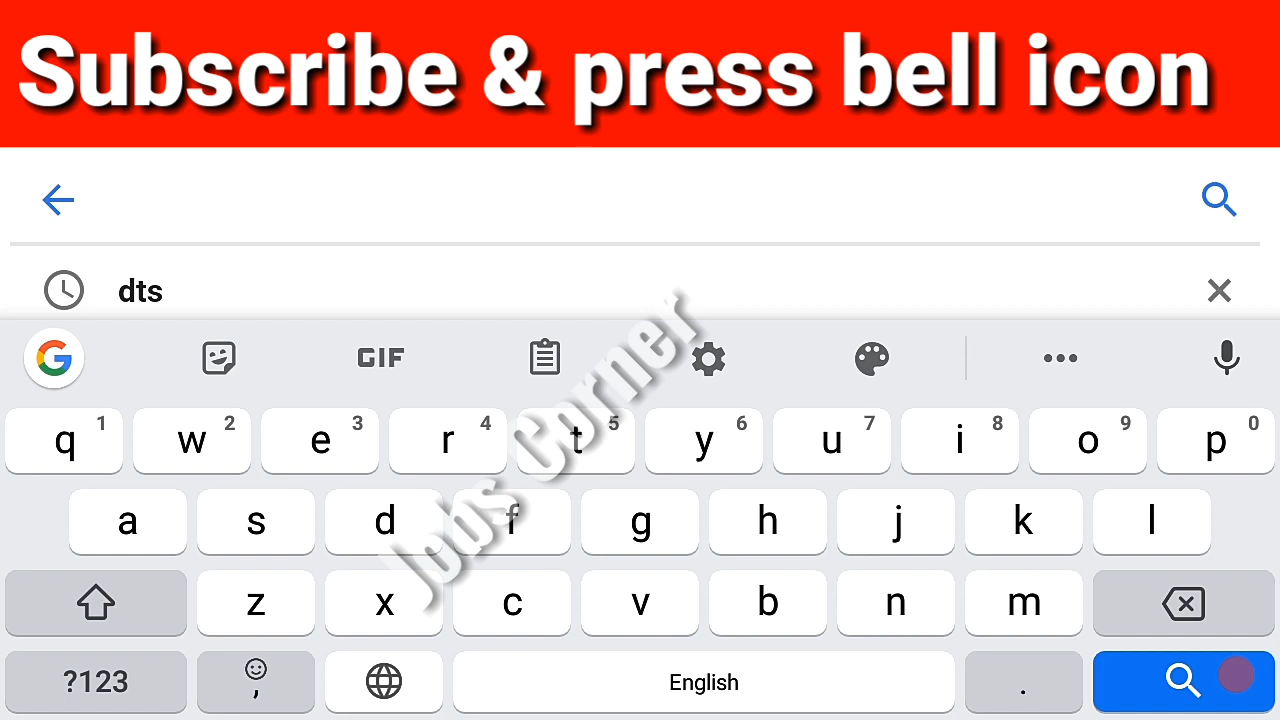 Subscribe & press bell icon
dts
GIF
q 1 w 2 e 3 r 4 t 5 y 6 u 7 i 8 o 9 p 0
a s d f g h j k l
z x c v b n m
?123 , English .
Jobs Corner